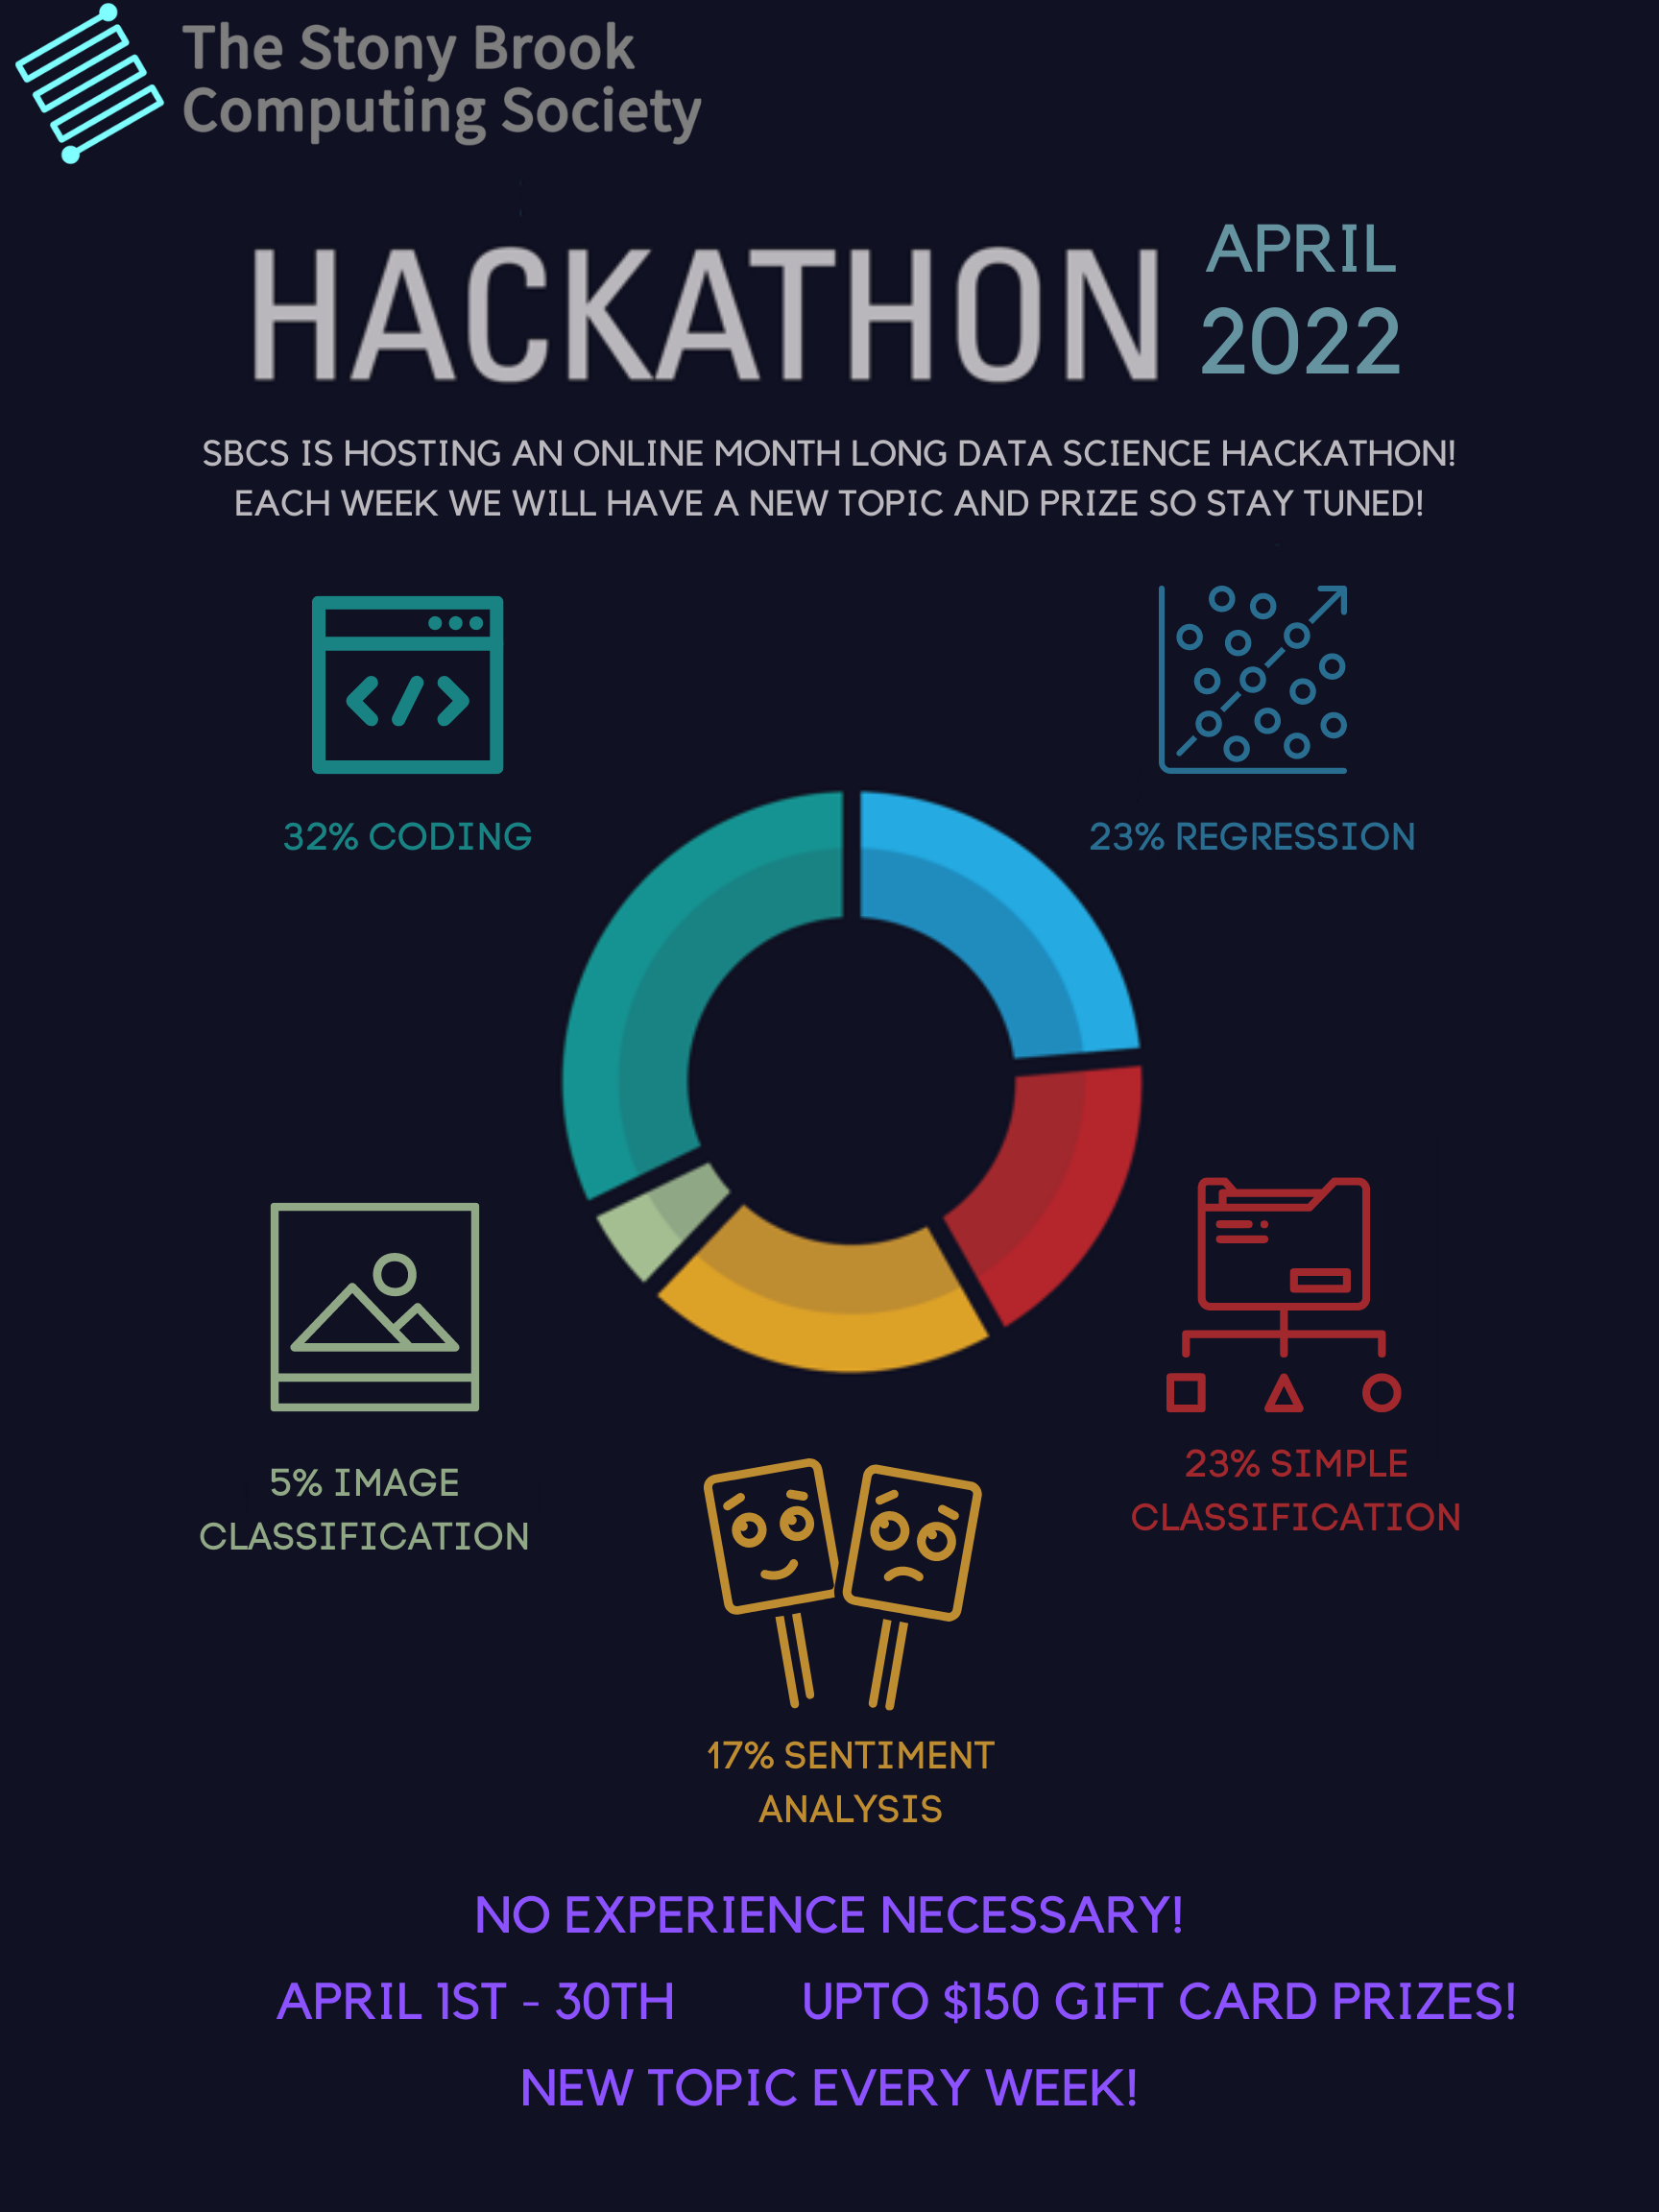 The Stony Brook
Computing Society
HACKATHON
APRIL
2022
SBCS IS HOSTING AN ONLINE MONTH LONG DATA SCIENCE HACKATHON!
EACH WEEK WE WILL HAVE A NEW TOPIC AND PRIZE SO STAY TUNED!
32% CODING
23% REGRESSION
5% IMAGE
CLASSIFICATION
23% SIMPLE
CLASSIFICATION
17% SENTIMENT
ANALYSIS
NO EXPERIENCE NECESSARY!
APRIL 1ST - 30TH
UPTO $150 GIFT CARD PRIZES!
NEW TOPIC EVERY WEEK!